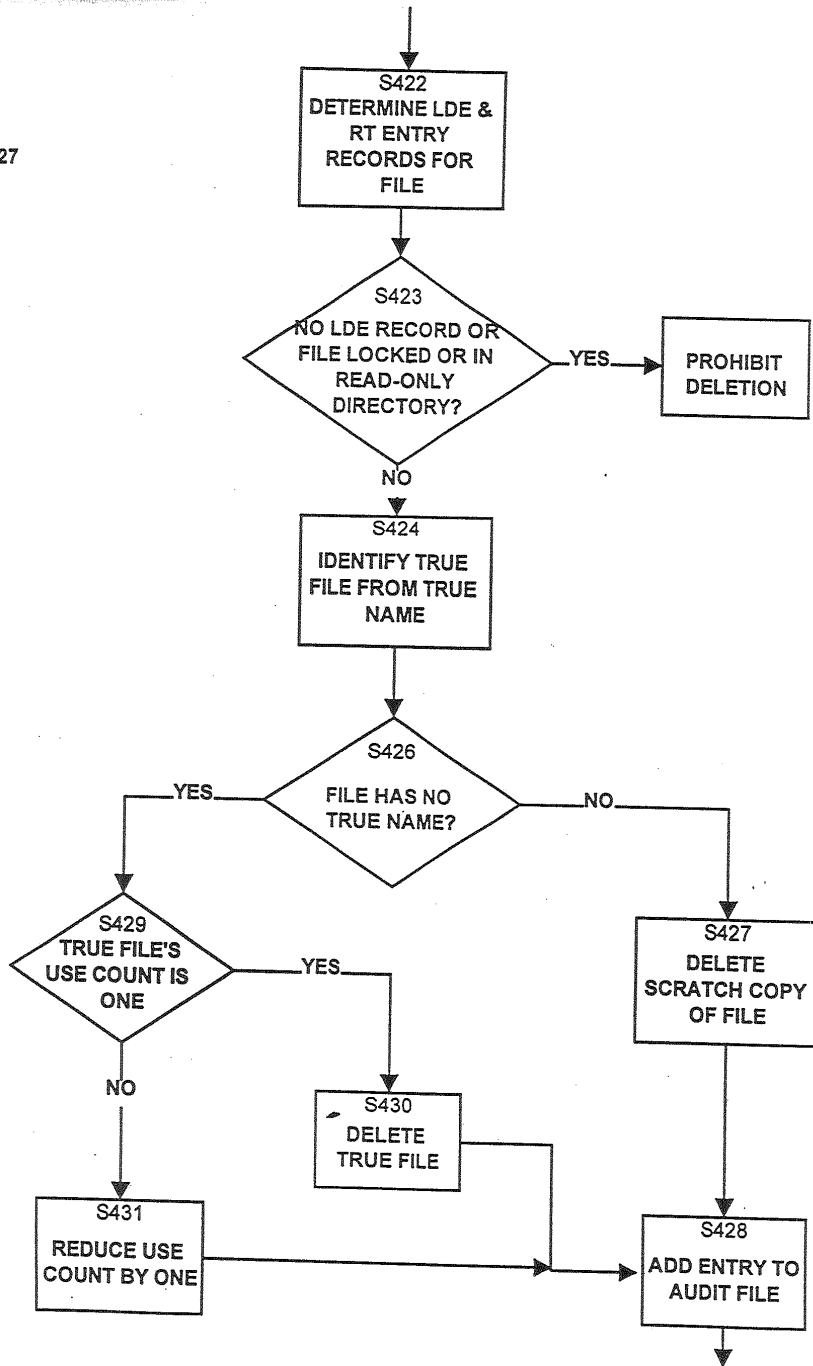 S422
DETERMINE LDE &
RT ENTRY
RECORDS FOR
FILE
27
S423
NO LDE RECORD OR
FILE LOCKED OR IN
READ-ONLY
DIRECTORY?
YES
PROHIBIT
DELETION
NO
S424
IDENTIFY TRUE
FILE FROM TRUE
NAME
S426
FILE HAS NO
TRUE NAME?
YES
NO
S429
TRUE FILE'S
USE COUNT IS
ONE
YES
NO
S427
DELETE
SCRATCH COPY
OF FILE
S430
DELETE
TRUE FILE
S431
REDUCE USE
COUNT BY ONE
S428
ADD ENTRY TO
AUDIT FILE